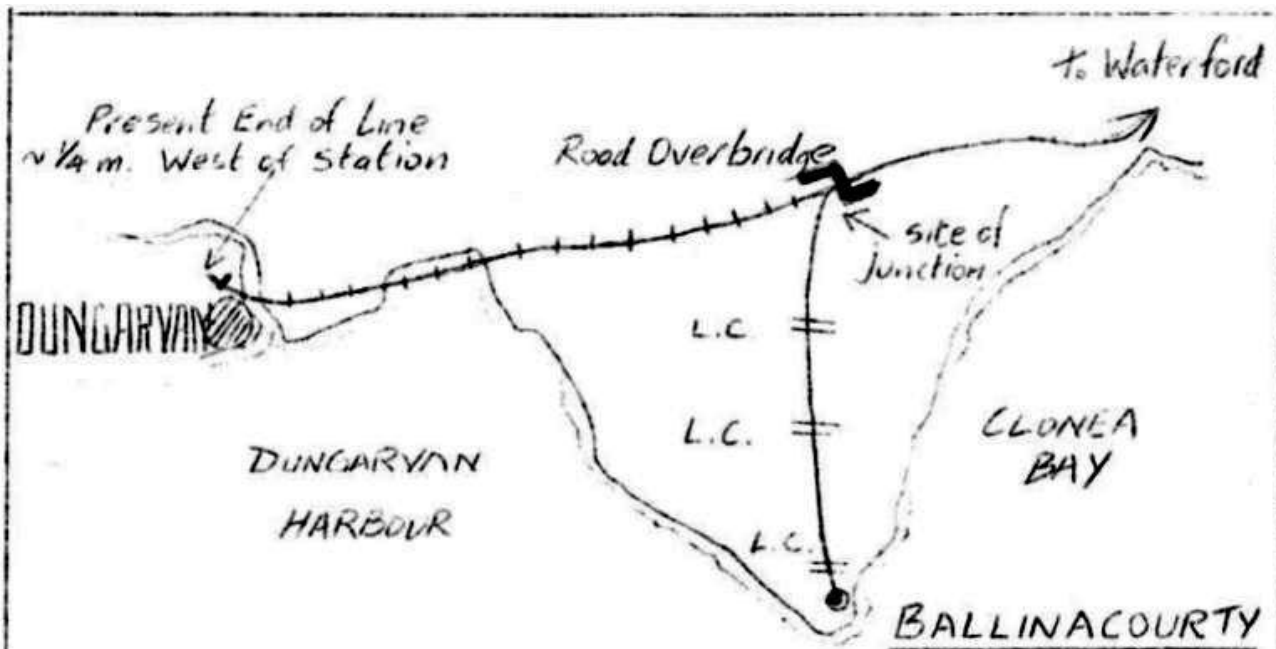 to Waterford
Present End of Line
~ 1/4 m. West of Station
Road Overbridge
site of
junction
DUNGARVAN
L.C.
L.C.
CLONEA
BAY
DUNGARVAN
HARBOUR
L.C.
BALLINACOURTY